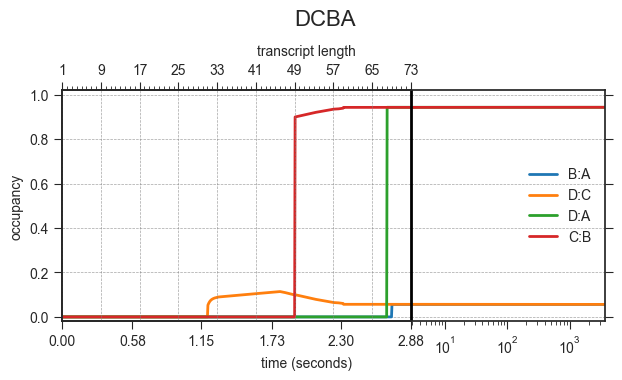 DCBA
transcript length
1 9 17 25 33 41 49 57 65 73
1.0
0.8
0.6
0.4
0.2
0.0
occupancy
B:A
D:C
D:A
C:B
0.00 0.58 1.15 1.73 2.30 2.88 10¹ 10² 10³
time (seconds)